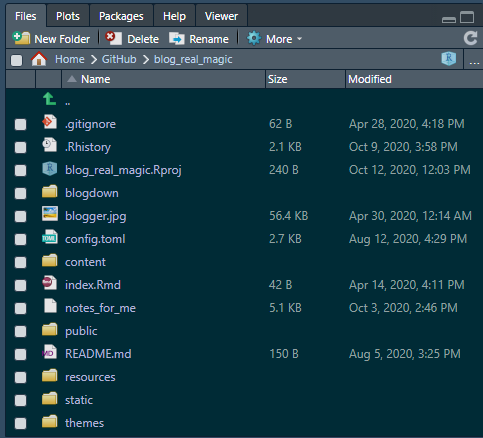 Files Plots Packages Help Viewer
New Folder Delete Rename More
Home GitHub blog_real_magic R ...
Name Size Modified
..
.gitignore 62 B Apr 28, 2020, 4:18 PM
.Rhistory 2.1 KB Oct 9, 2020, 3:58 PM
blog_real_magic.Rproj 240 B Oct 12, 2020, 12:03 PM
blogdown
blogger.jpg 56.4 KB Apr 30, 2020, 12:14 AM
config.toml 2.7 KB Aug 12, 2020, 4:29 PM
content
index.Rmd 42 B Apr 14, 2020, 4:11 PM
notes_for_me 5.1 KB Oct 3, 2020, 2:46 PM
public
README.md 150 B Aug 5, 2020, 3:25 PM
resources
static
themes